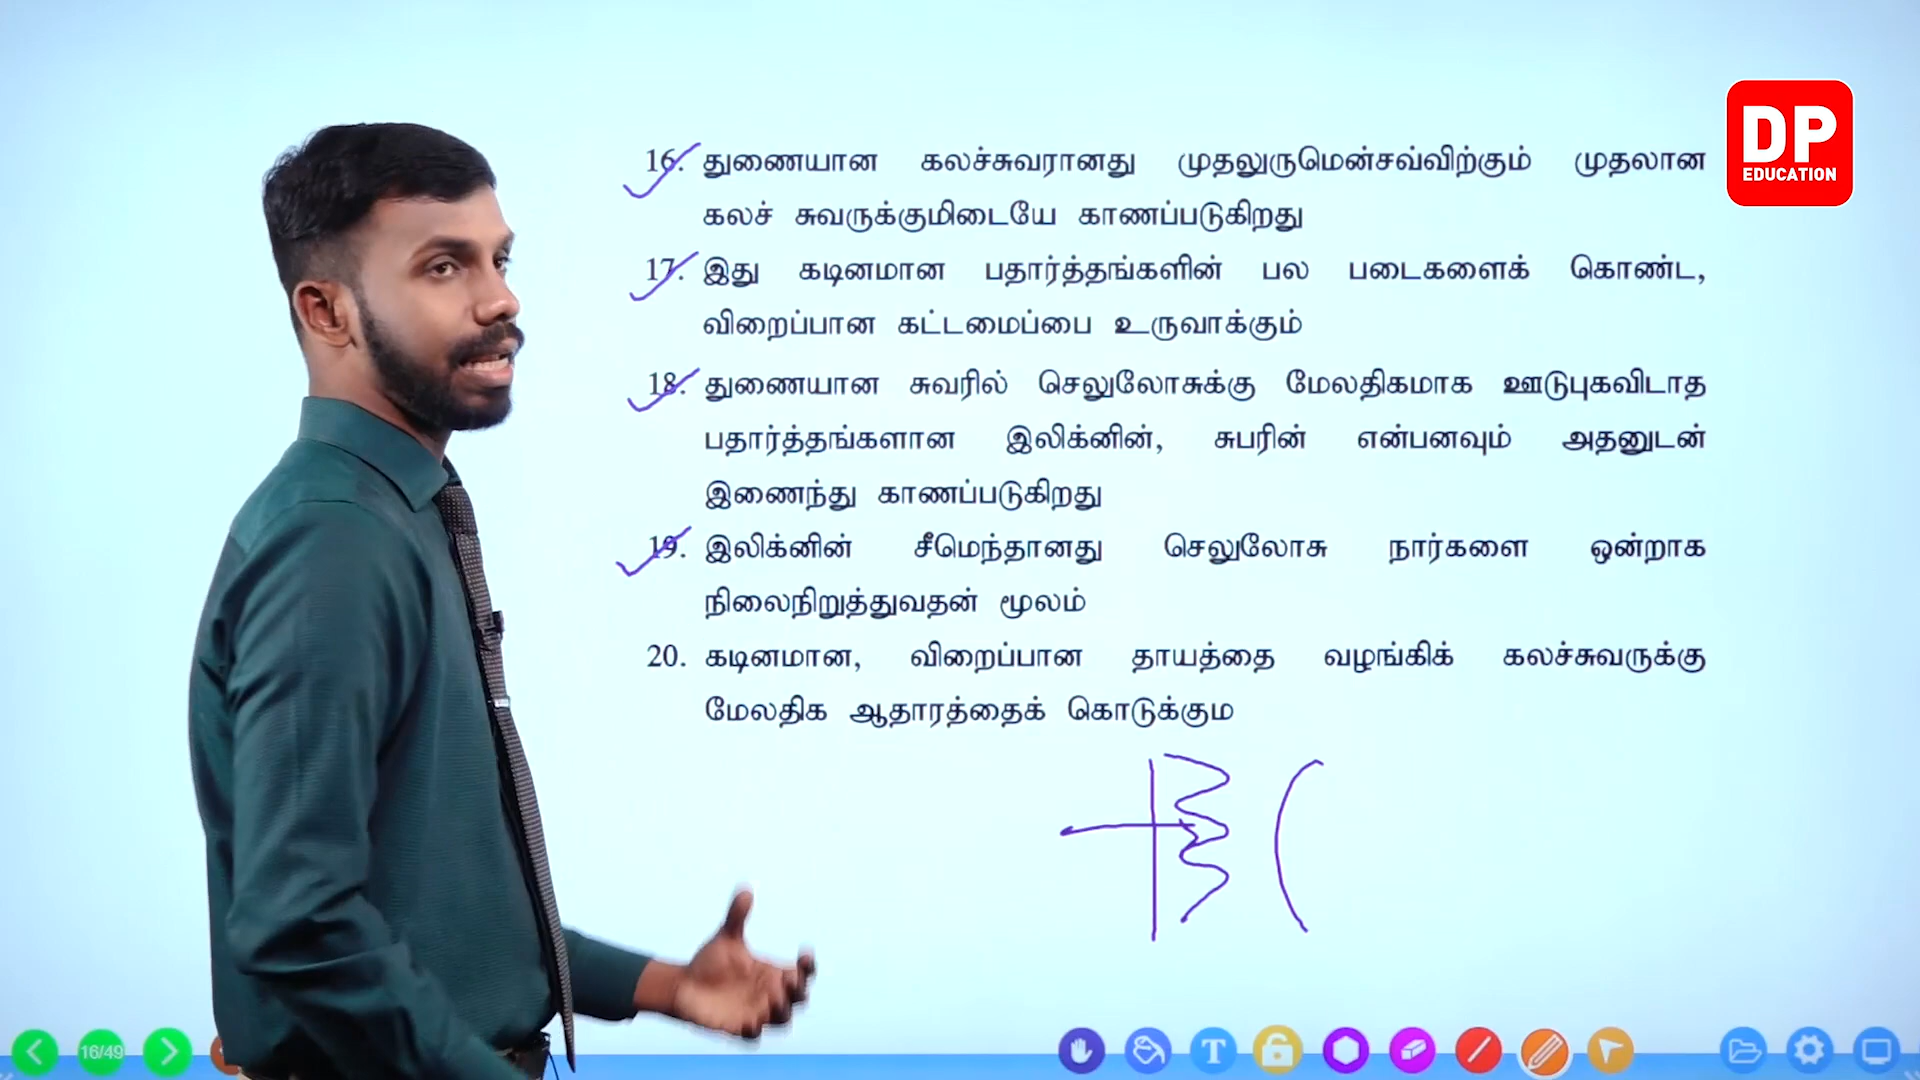 DP
EDUCATION
16. துணையான கலச்சுவரானது முதலுருமென்சவ்விற்கும் முதலான
கலச் சுவருக்குமிடையே காணப்படுகிறது
17. இது கடினமான பதார்த்தங்களின் பல படைகளைக் கொண்ட,
விறைப்பான கட்டமைப்பை உருவாக்கும்
18. துணையான சுவரில் செலுலோசுக்கு மேலதிகமாக ஊடுபுகவிடாத
பதார்த்தங்களான இலிக்னின், சுபரின் என்பனவும் அதனுடன்
இணைந்து காணப்படுகிறது
19. இலிக்னின் சீமெந்தானது செலுலோசு நார்களை ஒன்றாக
நிலைநிறுத்துவதன் மூலம்
20. கடினமான, விறைப்பான தாயத்தை வழங்கிக் கலச்சுவருக்கு
மேலதிக ஆதாரத்தைக் கொடுக்கும
16/49
T